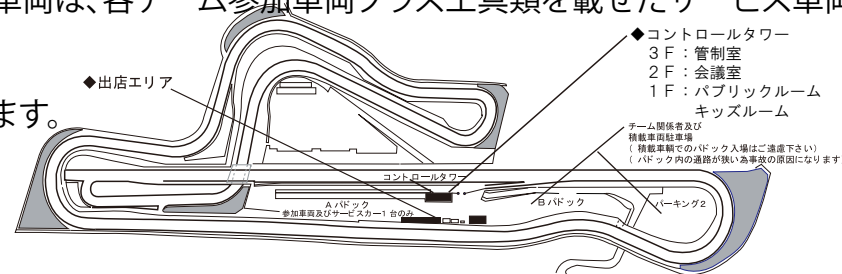 車両は、各チーム参加車両プラス工具類を載せたサービス車両
ます。
◆出店エリア
◆コントロールタワー
3F：管制室
2F：会議室
1F：パブリックルーム
キッズルーム
チーム関係者及び
積載車両駐車場
( 積載車輌でのパドック入場はご遠慮下さい)
( パドック内の通路が狭い為事故の原因になります)
コントロールタワー
Aパドック
参加車両及びサービスカー1台のみ
Bパドック
パーキング2